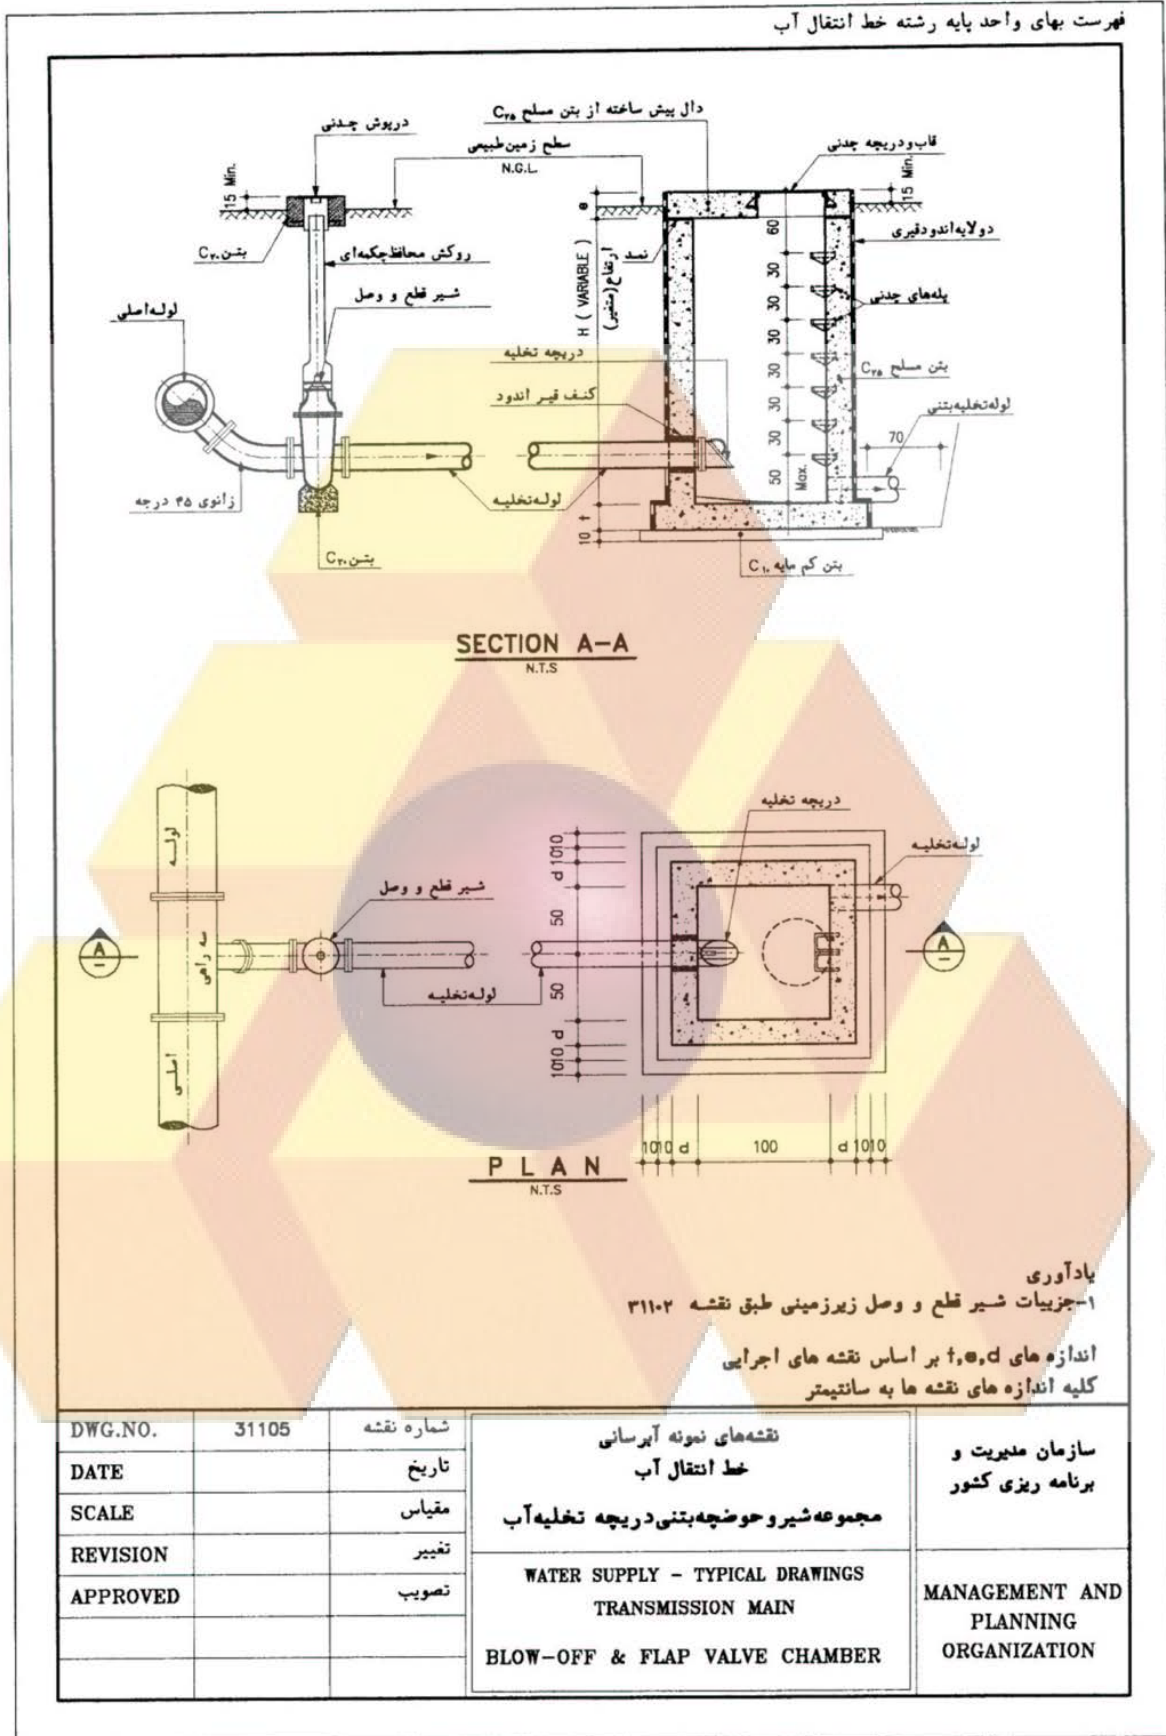 فهرست بهای واحد پایه رشته خط انتقال آب
درپوش چدنی
دال پیش ساخته از بتن مسلح C۲۵
سطح زمین طبیعی
N.G.L.
قاب و دریچه چدنی
15 Min.
15 Min.
بتن C۲۰
روکش محافظ چکمه‌ای
شیر قطع و وصل
لوله اصلی
e
H ( VARIABLE )
ارتفاع (متغیر)
نمد
60
30
30
30
30
30
30
50
Max.
دولایه اندود قیری
پله‌های چدنی
دریچه تخلیه
کنف قیر اندود
بتن مسلح C۲۵
لوله تخلیه بتنی
70
زانوی ۴۵ درجه
لوله تخلیه
t
10
بتن C۲۰
بتن کم مایه C۱۰
SECTION A-A
N.T.S
دریچه تخلیه
لوله تخلیه
شیر قطع و وصل
لوله
سه راهی
اصلی
A
A
لوله تخلیه
10 10 d 50 50 d 10 10
10 10 d 100 d 10 10
PLAN
N.T.S
یادآوری
۱-جزییات شیر قطع و وصل زیرزمینی طبق نقشه ۳۱۱۰۲
اندازه های t,e,d بر اساس نقشه های اجرایی
کلیه اندازه های نقشه ها به سانتیمتر
DWG.NO. 31105 شماره نقشه
DATE تاریخ
SCALE مقیاس
REVISION تغییر
APPROVED تصویب
نقشه‌های نمونه آبرسانی
خط انتقال آب
مجموعه شیر و حوضچه بتنی دریچه تخلیه آب
WATER SUPPLY - TYPICAL DRAWINGS
TRANSMISSION MAIN
BLOW-OFF & FLAP VALVE CHAMBER
سازمان مدیریت و
برنامه ریزی کشور
MANAGEMENT AND
PLANNING
ORGANIZATION